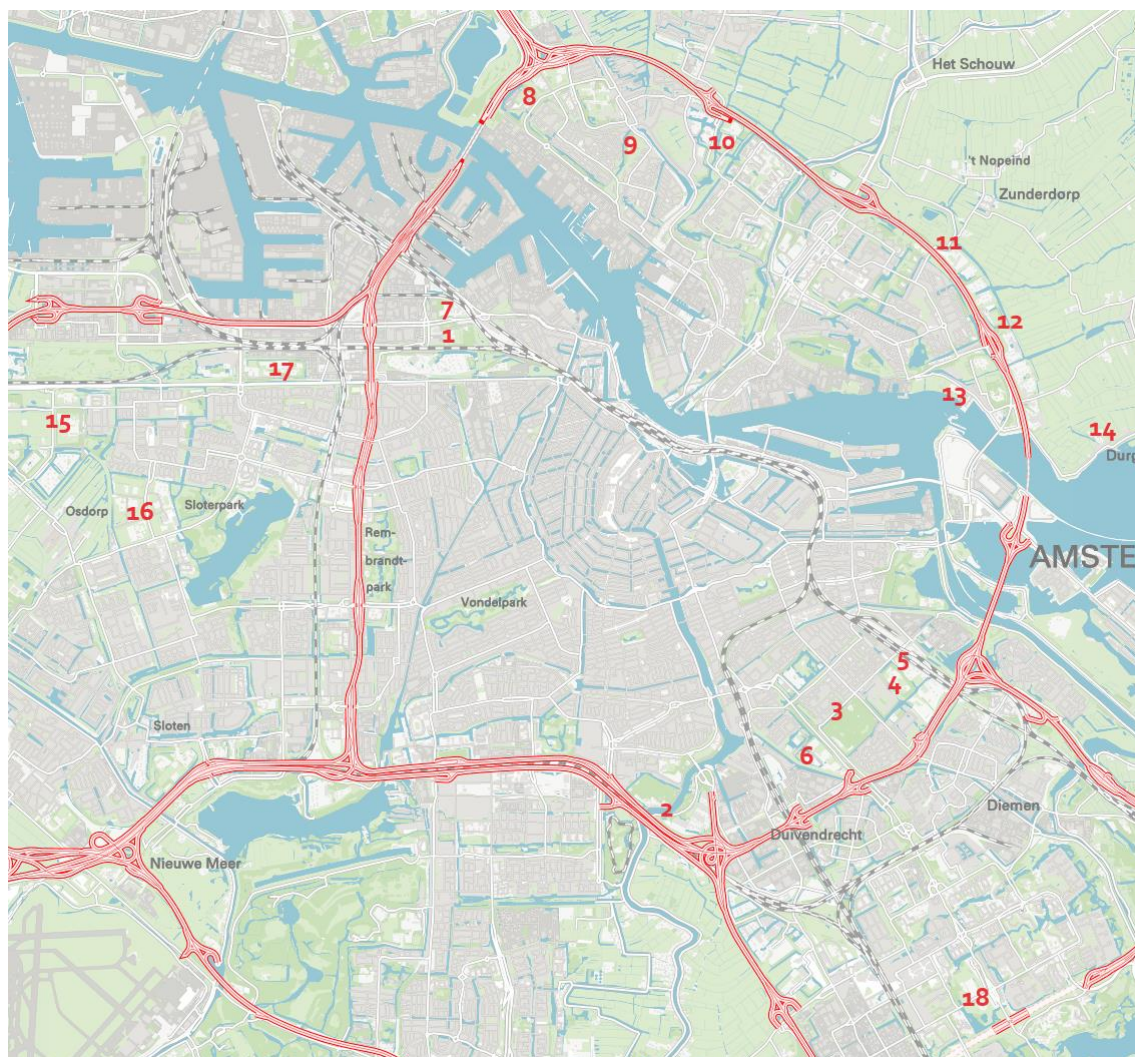 Het Schouw
8
9
10
't Nopeind
Zunderdorp
11
7
12
1
17
13
15
14
Durg
Osdorp
16
Sloterpark
Rem-
brandt-
park
AMSTE
Vondelpark
5
4
3
Sloten
6
2
Diemen
Duivendrecht
Nieuwe Meer
18